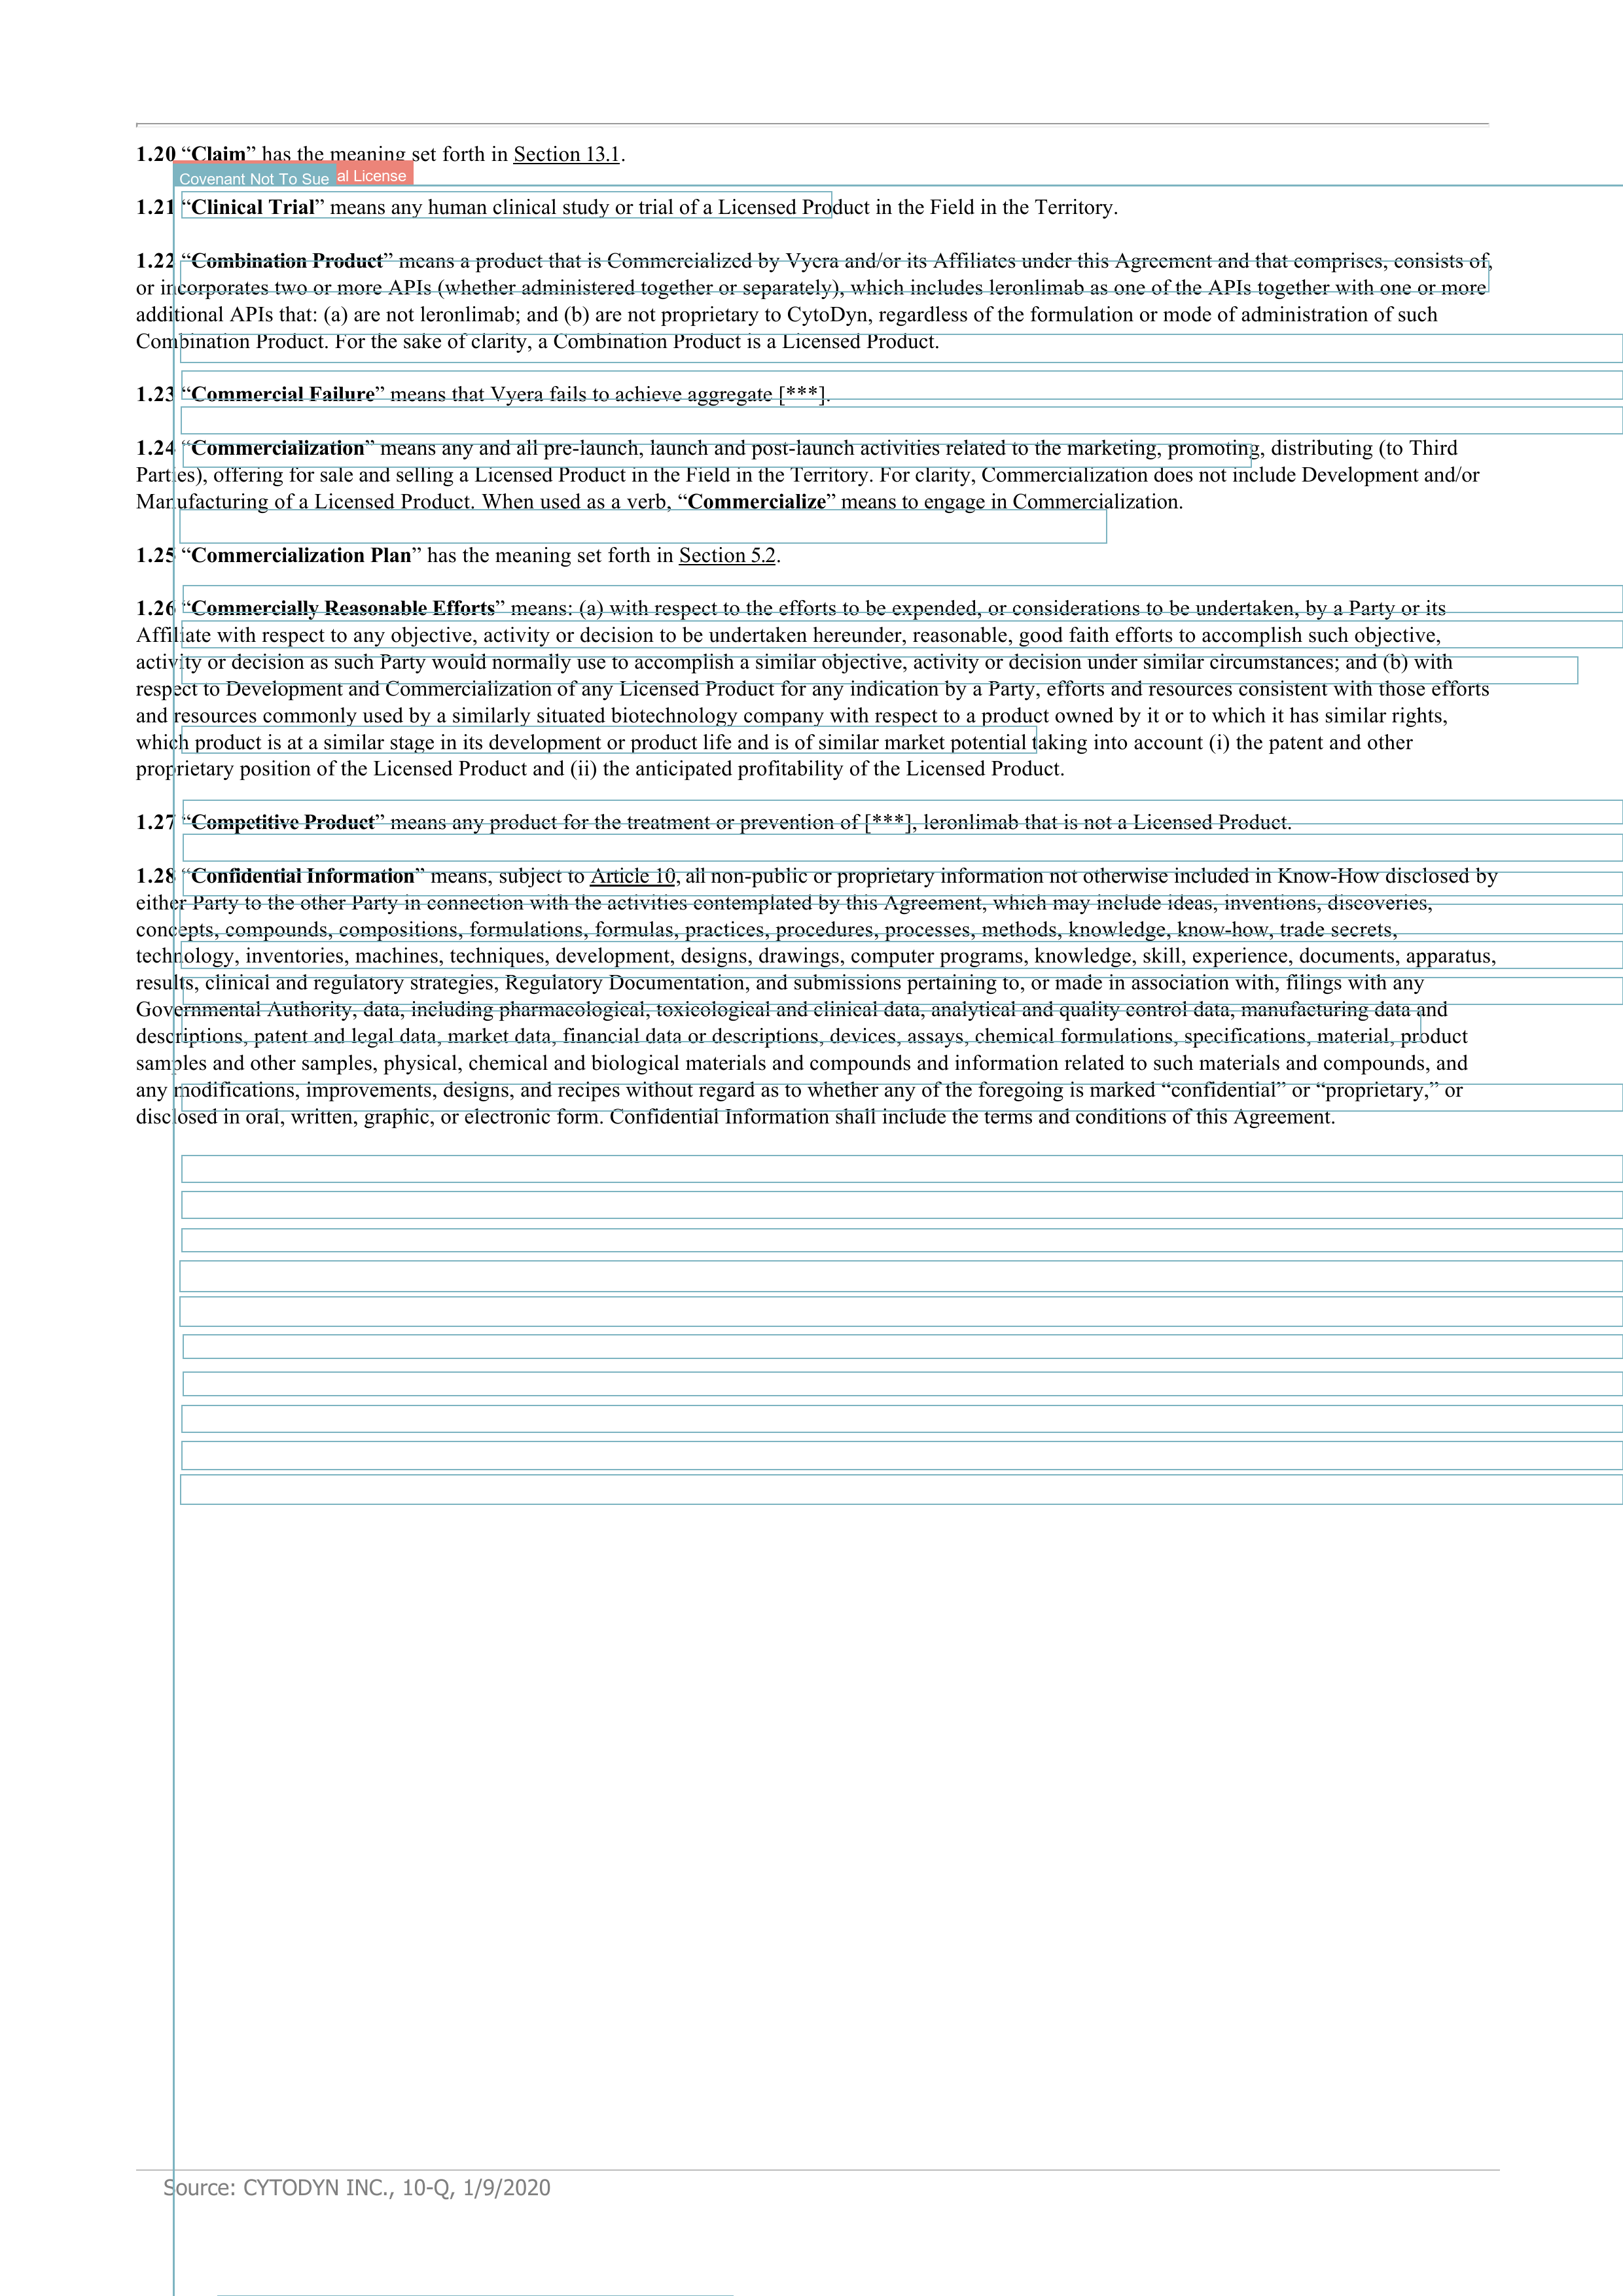 1.20 “Claim” has the meaning set forth in Section 13.1.
Covenant Not To Sue al License
1.21 “Clinical Trial” means any human clinical study or trial of a Licensed Product in the Field in the Territory.
1.22 “Combination Product” means a product that is Commercialized by Vyera and/or its Affiliates under this Agreement and that comprises, consists of,
or incorporates two or more APIs (whether administered together or separately), which includes leronlimab as one of the APIs together with one or more
additional APIs that: (a) are not leronlimab; and (b) are not proprietary to CytoDyn, regardless of the formulation or mode of administration of such
Combination Product. For the sake of clarity, a Combination Product is a Licensed Product.
1.23 “Commercial Failure” means that Vyera fails to achieve aggregate [***].
1.24 “Commercialization” means any and all pre-launch, launch and post-launch activities related to the marketing, promoting, distributing (to Third
Parties), offering for sale and selling a Licensed Product in the Field in the Territory. For clarity, Commercialization does not include Development and/or
Manufacturing of a Licensed Product. When used as a verb, “Commercialize” means to engage in Commercialization.
1.25 “Commercialization Plan” has the meaning set forth in Section 5.2.
1.26 “Commercially Reasonable Efforts” means: (a) with respect to the efforts to be expended, or considerations to be undertaken, by a Party or its
Affiliate with respect to any objective, activity or decision to be undertaken hereunder, reasonable, good faith efforts to accomplish such objective,
activity or decision as such Party would normally use to accomplish a similar objective, activity or decision under similar circumstances; and (b) with
respect to Development and Commercialization of any Licensed Product for any indication by a Party, efforts and resources consistent with those efforts
and resources commonly used by a similarly situated biotechnology company with respect to a product owned by it or to which it has similar rights,
which product is at a similar stage in its development or product life and is of similar market potential taking into account (i) the patent and other
proprietary position of the Licensed Product and (ii) the anticipated profitability of the Licensed Product.
1.27 “Competitive Product” means any product for the treatment or prevention of [***], leronlimab that is not a Licensed Product.
1.28 “Confidential Information” means, subject to Article 10, all non-public or proprietary information not otherwise included in Know-How disclosed by
either Party to the other Party in connection with the activities contemplated by this Agreement, which may include ideas, inventions, discoveries,
concepts, compounds, compositions, formulations, formulas, practices, procedures, processes, methods, knowledge, know-how, trade secrets,
technology, inventories, machines, techniques, development, designs, drawings, computer programs, knowledge, skill, experience, documents, apparatus,
results, clinical and regulatory strategies, Regulatory Documentation, and submissions pertaining to, or made in association with, filings with any
Governmental Authority, data, including pharmacological, toxicological and clinical data, analytical and quality control data, manufacturing data and
descriptions, patent and legal data, market data, financial data or descriptions, devices, assays, chemical formulations, specifications, material, product
samples and other samples, physical, chemical and biological materials and compounds and information related to such materials and compounds, and
any modifications, improvements, designs, and recipes without regard as to whether any of the foregoing is marked “confidential” or “proprietary,” or
disclosed in oral, written, graphic, or electronic form. Confidential Information shall include the terms and conditions of this Agreement.
Source: CYTODYN INC., 10-Q, 1/9/2020